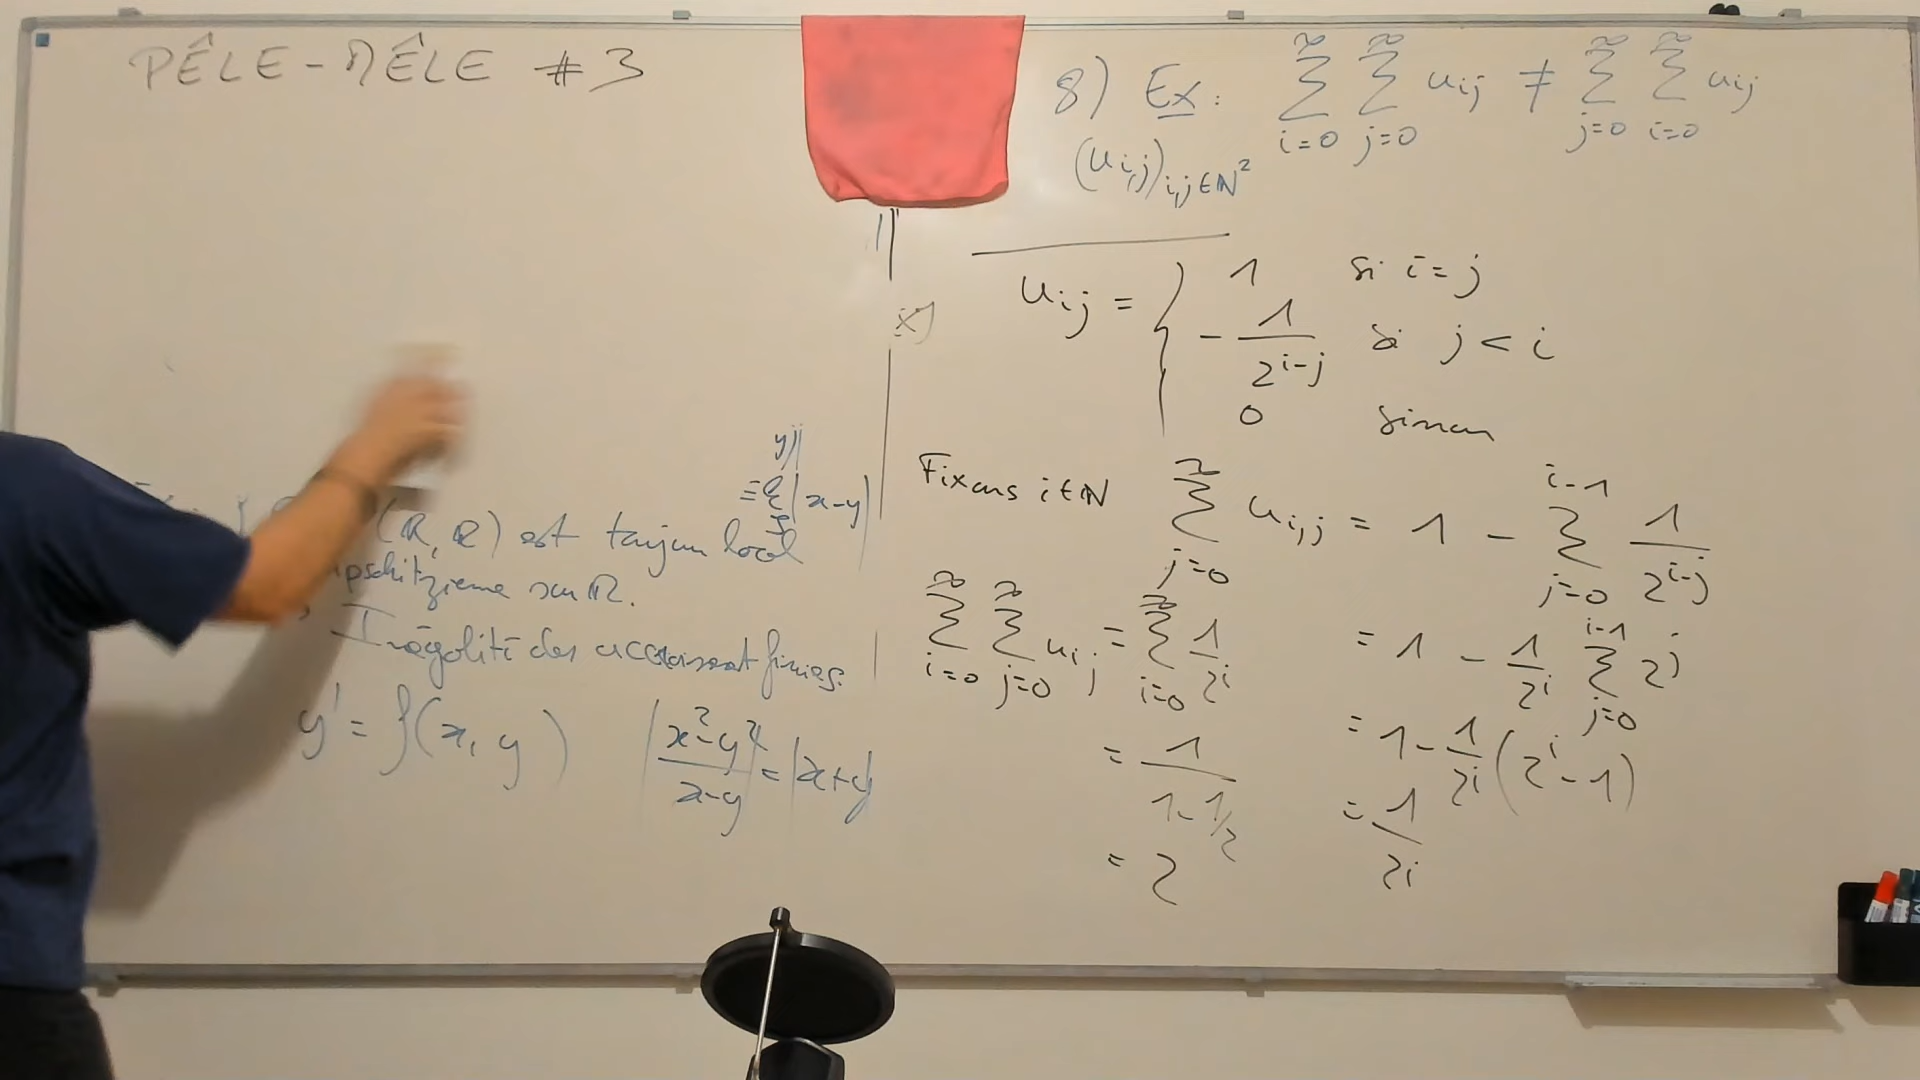 PÊLE-MÊLE #3
y)|
= ξ |x-y|
(R, R) est toujours local
lipschitzienne sur R.
Inégalité des accroissements finies.
y' = f(x, y) |x²-y²/x-y| = |x+y|
x)
8) Ex: ∑_{i=0}^{∞} ∑_{j=0}^{∞} u_{ij} ≠ ∑_{j=0}^{∞} ∑_{i=0}^{∞} u_{ij}
(u_{i,j})_{i,j∈N²}
u_{ij} = { 1 si i=j
-1/2^{i-j} si j < i
0 sinon
Fixons i∈N ∑_{j=0}^{∞} u_{i,j} = 1 - ∑_{j=0}^{i-1} 1/2^{i-j}
= 1 - 1/2^i ∑_{j=0}^{i-1} 2^j
= 1 - 1/2^i (2^i - 1)
= 1/2^i
∑_{i=0}^{∞} ∑_{j=0}^{∞} u_{ij} = ∑_{i=0}^{∞} 1/2^i
= 1/(1-1/2)
= 2